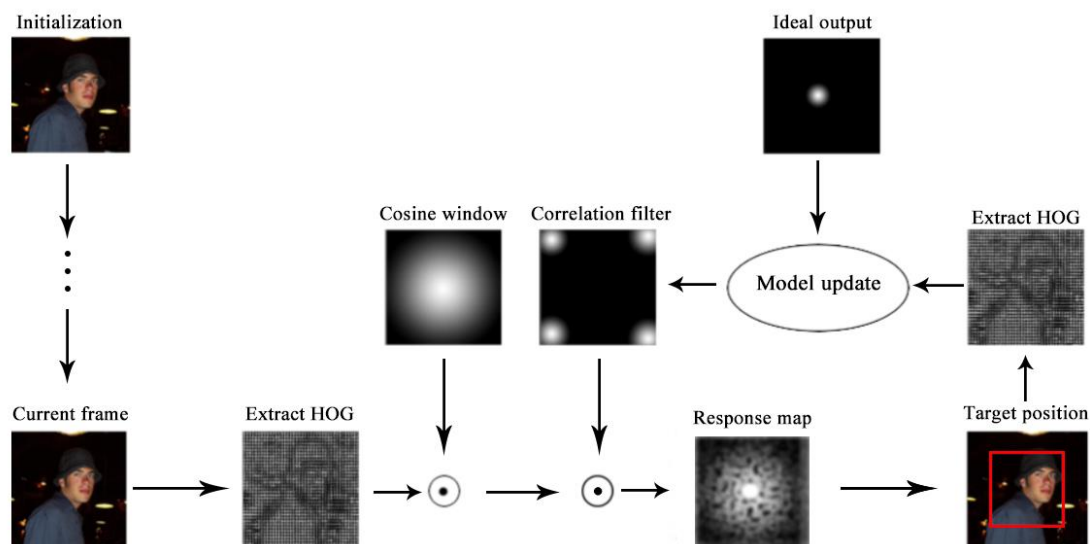 Initialization
Ideal output
Cosine window
Correlation filter
Extract HOG
Model update
Current frame
Extract HOG
Response map
Target position